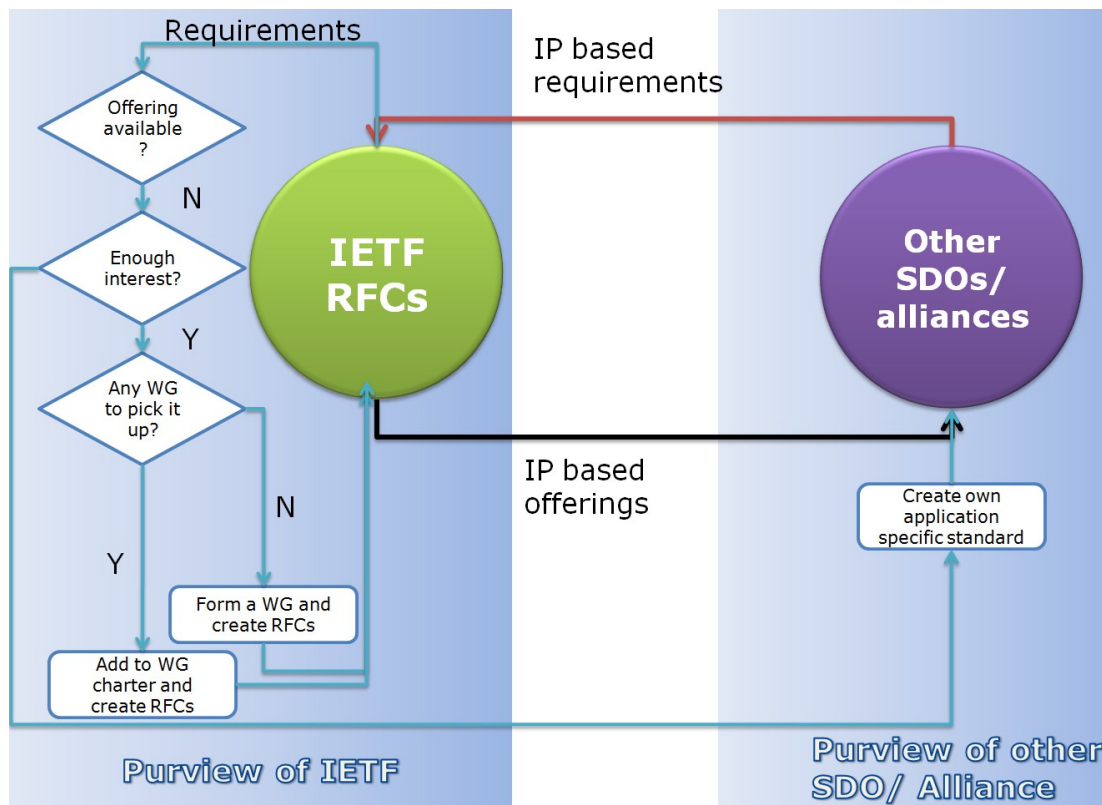 Requirements
Offering
available
?
N
Enough
interest?
Y
Any WG
to pick it
up?
N
Y
Form a WG and
create RFCs
Add to WG
charter and
create RFCs
IETF
RFCs
IP based
requirements
IP based
offerings
Other
SDOs/
alliances
Create own
application
specific standard
Purview of IETF
Purview of other
SDO/ Alliance